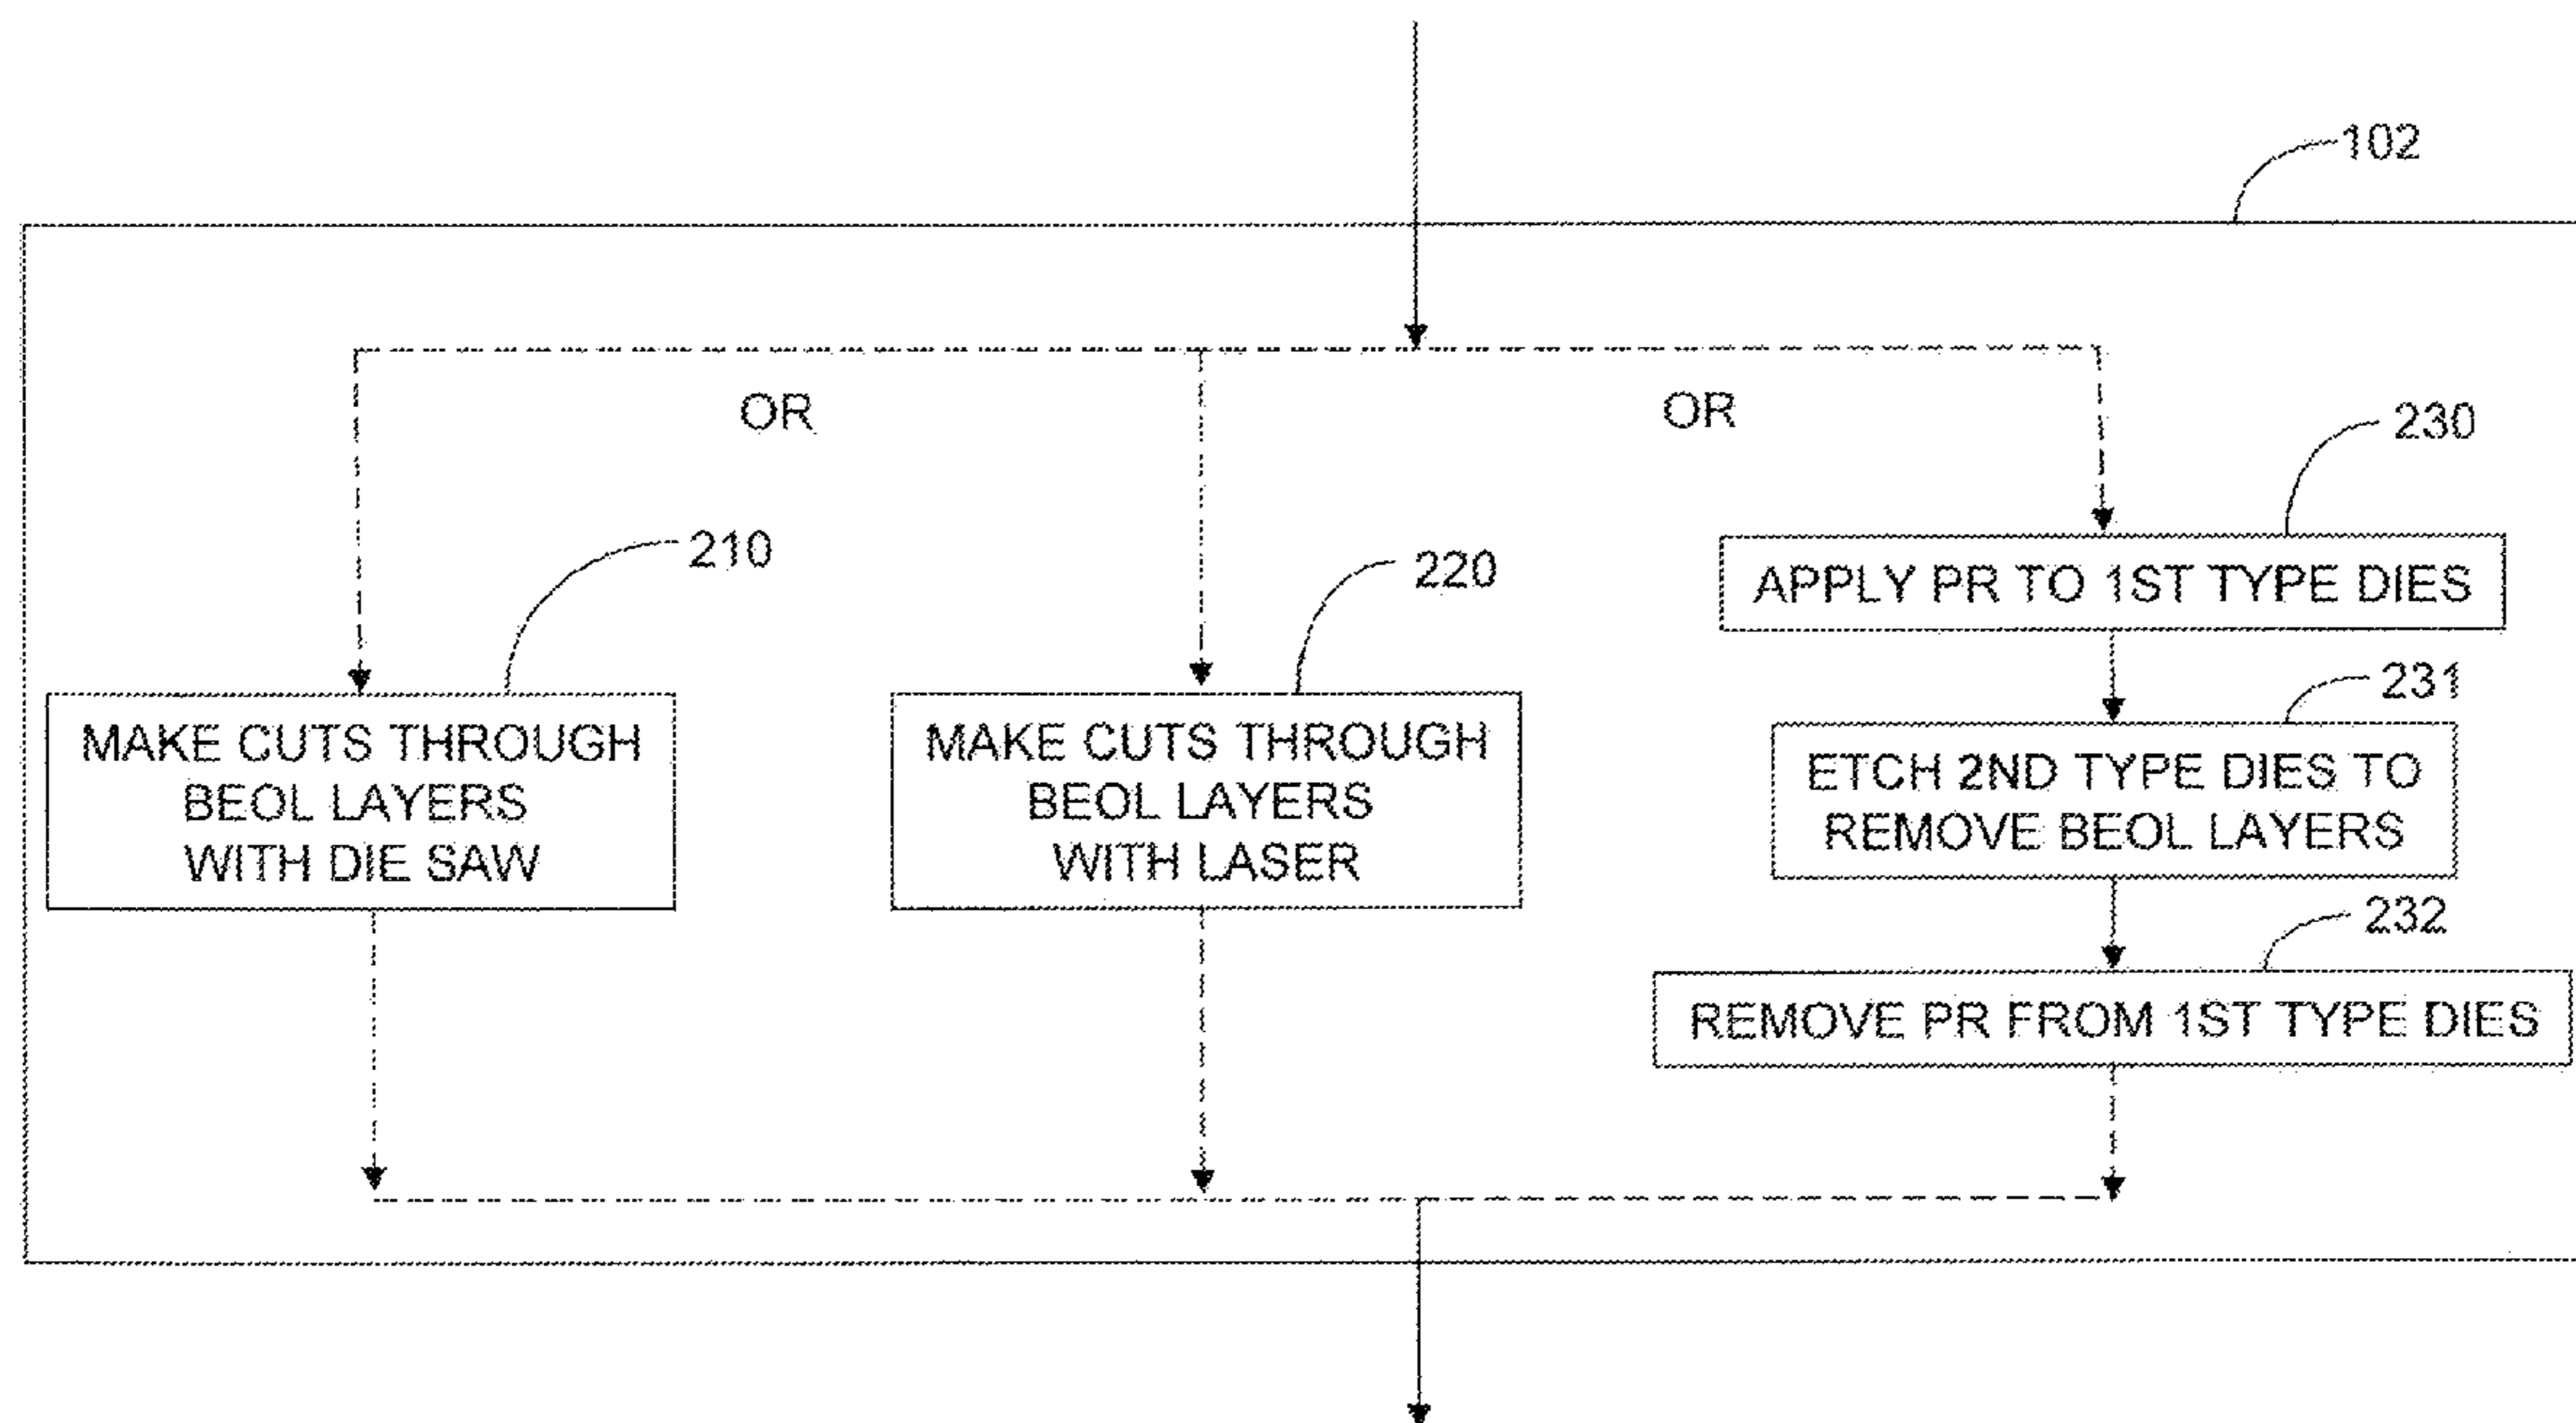 102
OR
OR
230
APPLY PR TO 1ST TYPE DIES
210
MAKE CUTS THROUGH
BEOL LAYERS
WITH DIE SAW
220
MAKE CUTS THROUGH
BEOL LAYERS
WITH LASER
231
ETCH 2ND TYPE DIES TO
REMOVE BEOL LAYERS
232
REMOVE PR FROM 1ST TYPE DIES